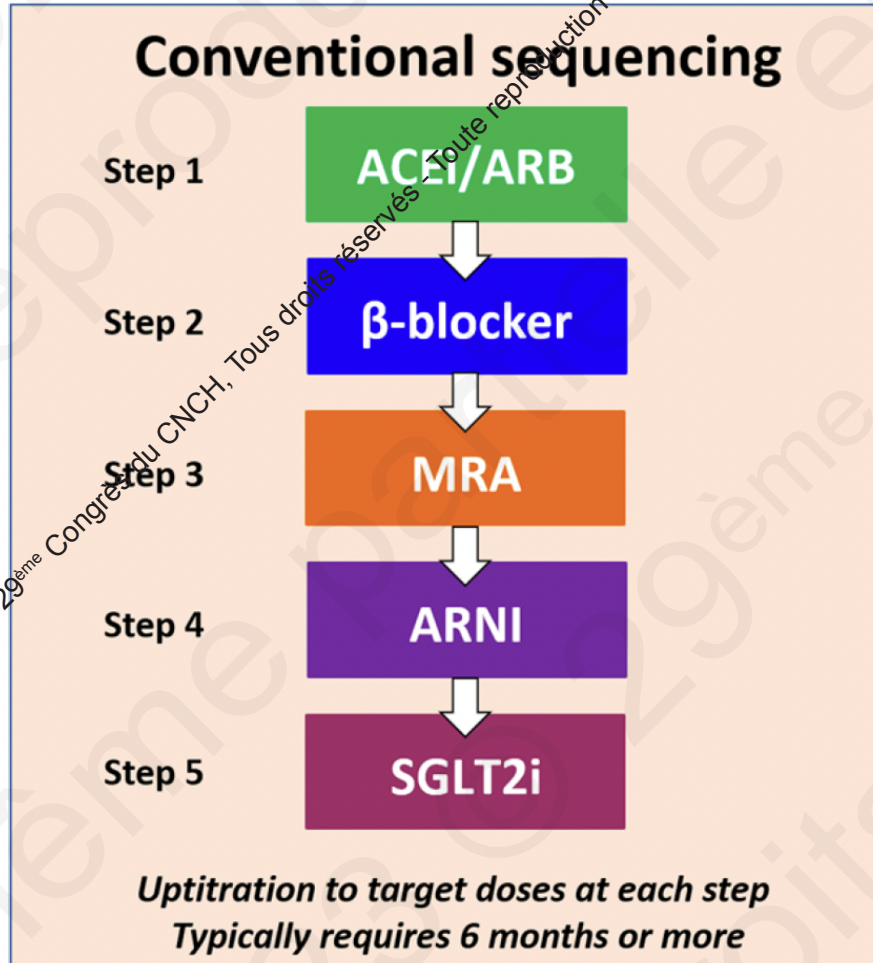 Conventional sequencing
Step 1
ACEi/ARB
Step 2
β-blocker
Step 3
MRA
Step 4
ARNI
Step 5
SGLT2i
Uptitration to target doses at each step
Typically requires 6 months or more
29ème Congrès du CNCH, Tous droits réservés - Toute reproduction
partielle e
29ème